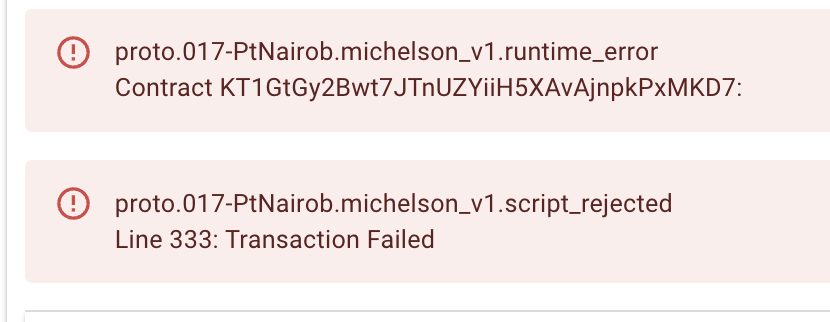 proto.017-PtNairob.michelson_v1.runtime_error
Contract KT1GtGy2Bwt7JTnUZYiiH5XAvAjnpkPxMKD7:
proto.017-PtNairob.michelson_v1.script_rejected
Line 333: Transaction Failed